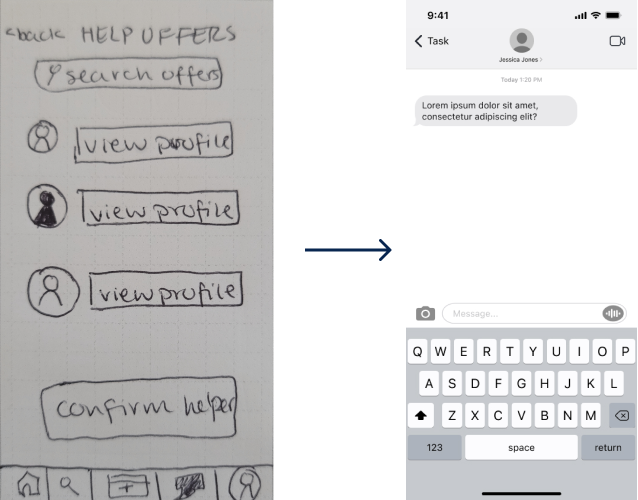 <back HELP OFFERS
search offers
view profile
view profile
view profile
confirm helper
9:41
Task
Jessica Jones
Today 1:20 PM
Lorem ipsum dolor sit amet,
consectetur adipiscing elit?
Message...
Q W E R T Y U I O P
A S D F G H J K L
Z X C V B N M
123 space return